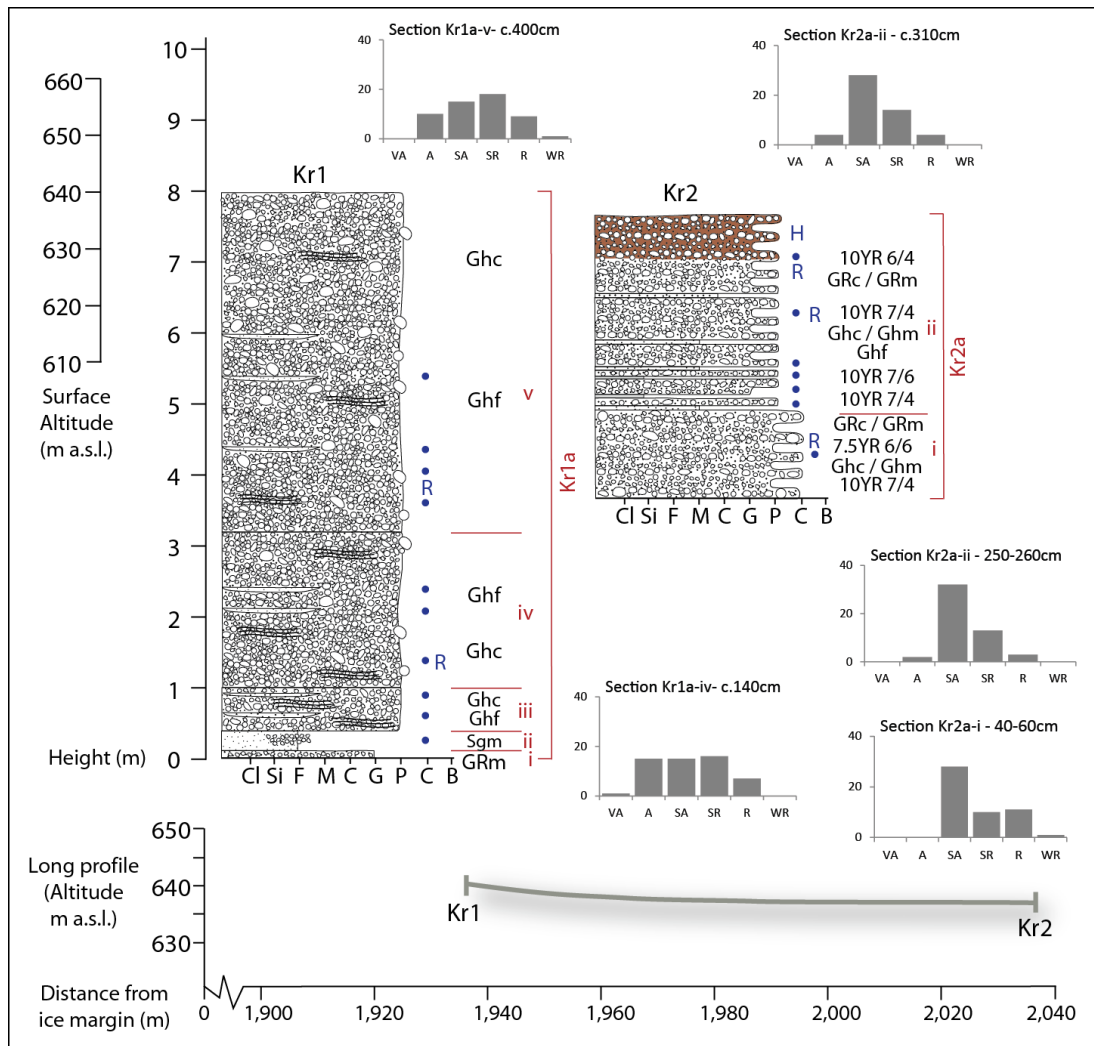 Section Kr1a-v- c.400cm
40
20
0
VA A SA SR R WR
Section Kr2a-ii - c.310cm
40
20
0
VA A SA SR R WR
10
9
8
7
6
5
4
3
2
1
0
Height (m)
660
650
640
630
620
610
Surface
Altitude
(m a.s.l.)
Kr1
Ghc
Ghf
v
R
Kr1a
Ghf
iv
Ghc
R
Ghc
Ghf
iii
Sgm
ii
GRm
i
Cl Si F M C G P C B
Kr2
H
R
10YR 6/4
GRc / GRm
R
10YR 7/4
Ghc / Ghm
Ghf
ii
10YR 7/6
10YR 7/4
Kr2a
GRc / GRm
R
7.5YR 6/6
i
Ghc / Ghm
10YR 7/4
Cl Si F M C G P C B
Section Kr2a-ii - 250-260cm
40
20
0
VA A SA SR R WR
Section Kr1a-iv- c.140cm
40
20
0
VA A SA SR R WR
Section Kr2a-i - 40-60cm
40
20
0
VA A SA SR R WR
650
640
630
Long profile
(Altitude
m a.s.l.)
Kr1
Kr2
Distance from
ice margin (m)
0 1,900 1,920 1,940 1,960 1,980 2,000 2,020 2,040